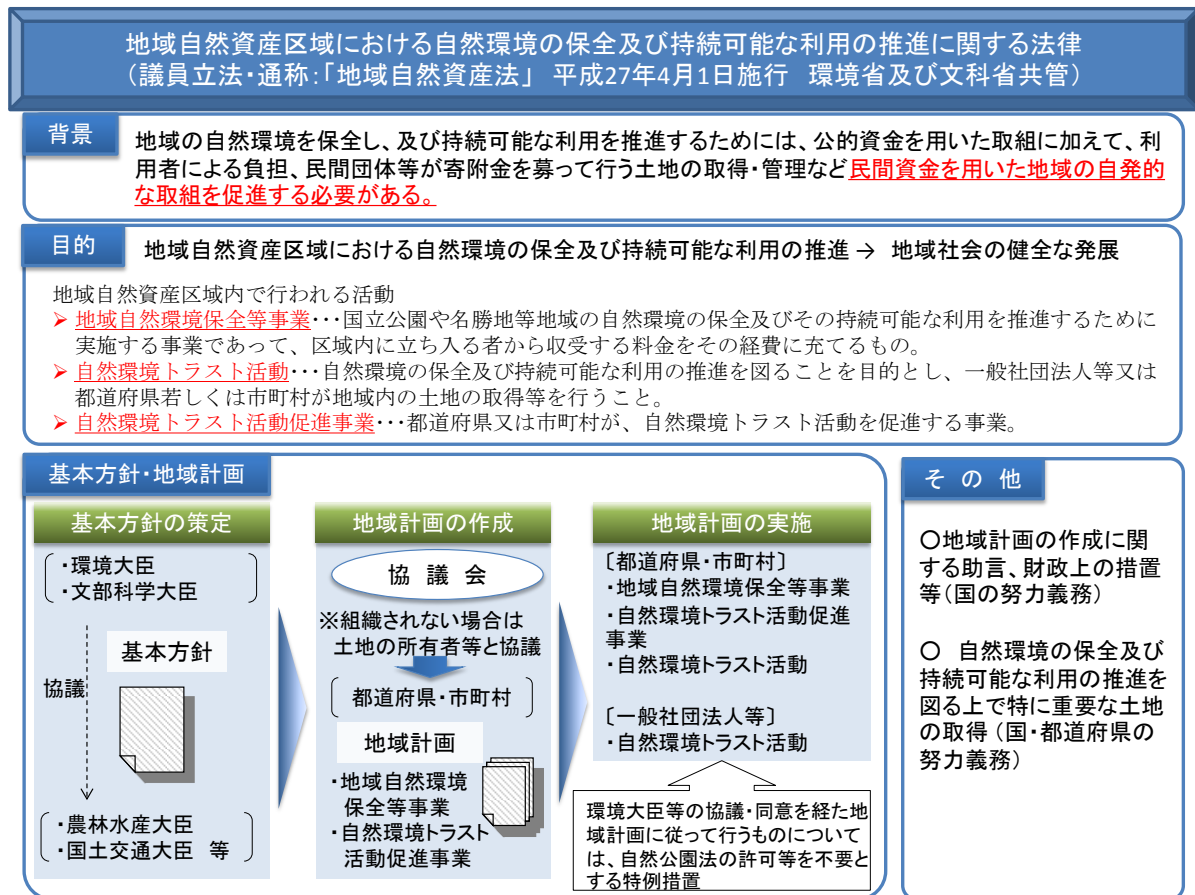 地域自然資産区域における自然環境の保全及び持続可能な利用の推進に関する法律
（議員立法・通称：「地域自然資産法」 平成27年4月1日施行 環境省及び文科省共管）
背景
地域の自然環境を保全し、及び持続可能な利用を推進するためには、公的資金を用いた取組に加えて、利
用者による負担、民間団体等が寄附金を募って行う土地の取得・管理など民間資金を用いた地域の自発的
な取組を促進する必要がある。
目的
地域自然資産区域における自然環境の保全及び持続可能な利用の推進 → 地域社会の健全な発展
地域自然資産区域内で行われる活動
➢ 地域自然環境保全等事業･･･国立公園や名勝地等地域の自然環境の保全及びその持続可能な利用を推進するために
実施する事業であって、区域内に立ち入る者から収受する料金をその経費に充てるもの。
➢ 自然環境トラスト活動･･･自然環境の保全及び持続可能な利用の推進を図ることを目的とし、一般社団法人等又は
都道府県若しくは市町村が地域内の土地の取得等を行うこと。
➢ 自然環境トラスト活動促進事業･･･都道府県又は市町村が、自然環境トラスト活動を促進する事業。
基本方針・地域計画
基本方針の策定
・環境大臣
・文部科学大臣
基本方針
協議
・農林水産大臣
・国土交通大臣 等
地域計画の作成
協 議 会
※組織されない場合は
土地の所有者等と協議
都道府県・市町村
地域計画
・地域自然環境
保全等事業
・自然環境トラスト
活動促進事業
地域計画の実施
〔都道府県・市町村〕
・地域自然環境保全等事業
・自然環境トラスト活動促進
事業
・自然環境トラスト活動
〔一般社団法人等〕
・自然環境トラスト活動
環境大臣等の協議・同意を経た地
域計画に従って行うものについて
は、自然公園法の許可等を不要と
する特例措置
そ の 他
○地域計画の作成に関
する助言、財政上の措置
等（国の努力義務）
○ 自然環境の保全及び
持続可能な利用の推進を
図る上で特に重要な土地
の取得（国・都道府県の
努力義務）